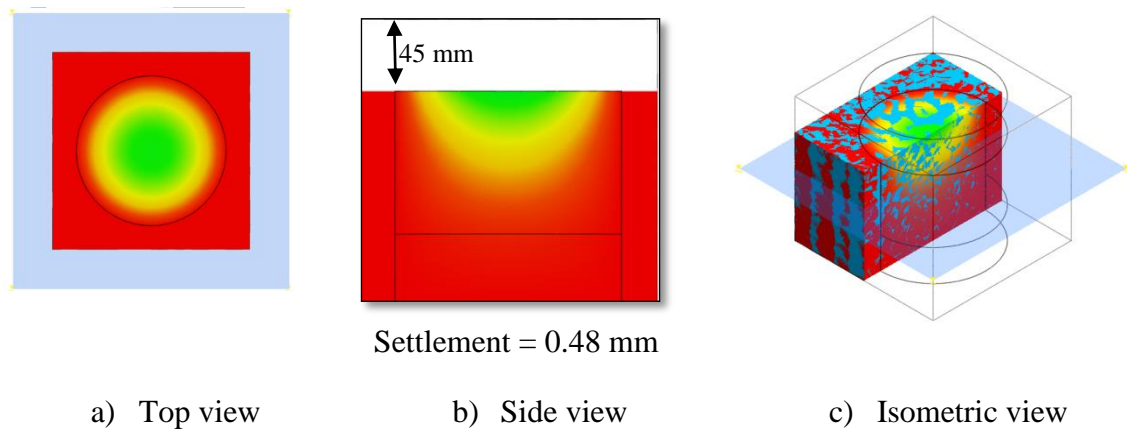 45 mm
Settlement = 0.48 mm
a) Top view
b) Side view
c) Isometric view